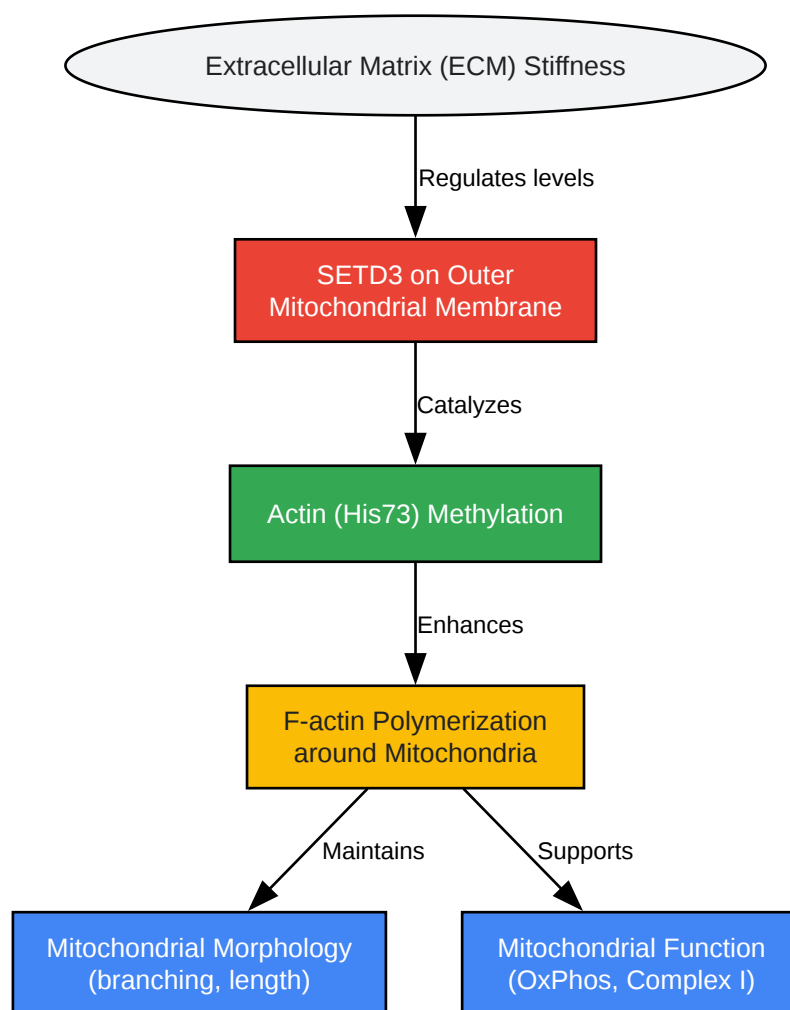 Extracellular Matrix (ECM) Stiffness
Regulates levels
SETD3 on Outer
Mitochondrial Membrane
Catalyzes
Actin (His73) Methylation
Enhances
F-actin Polymerization
around Mitochondria
Maintains
Supports
Mitochondrial Morphology
(branching, length)
Mitochondrial Function
(OxPhos, Complex I)